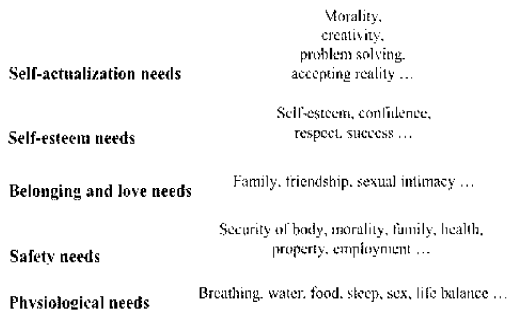 Morality,
creativity,
problem solving,
Self-actualization needs
accepting reality ...
Self-esteem, confidence,
Self-esteem needs
respect, success ...
Belonging and love needs
Family, friendship, sexual intimacy ...
Security of body, morality, family, health,
Safety needs
property, employment ...
Physiological needs
Breathing, water, food, sleep, sex, life balance ...